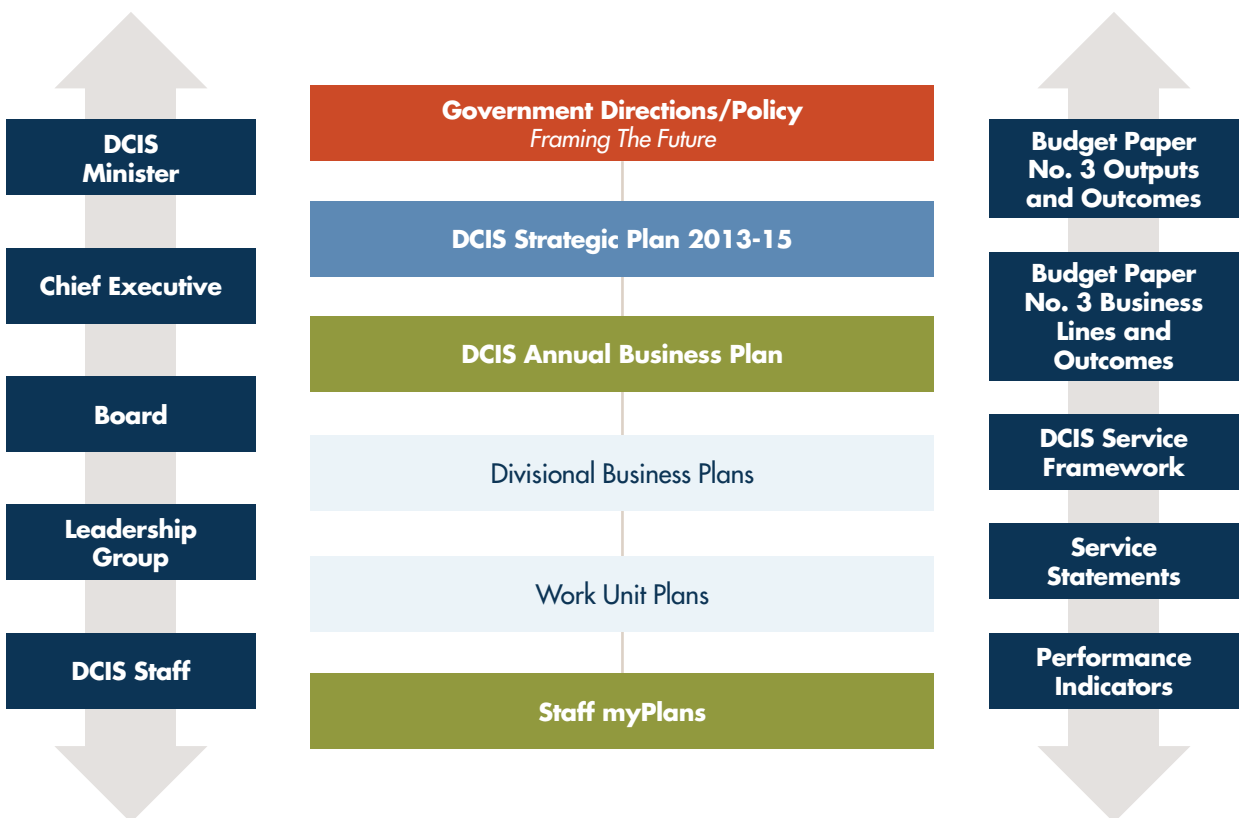 DCIS
Minister
Chief Executive
Board
Leadership
Group
DCIS Staff
Government Directions/Policy
Framing The Future
DCIS Strategic Plan 2013-15
DCIS Annual Business Plan
Divisional Business Plans
Work Unit Plans
Staff myPlans
Budget Paper
No. 3 Outputs
and Outcomes
Budget Paper
No. 3 Business
Lines and
Outcomes
DCIS Service
Framework
Service
Statements
Performance
Indicators